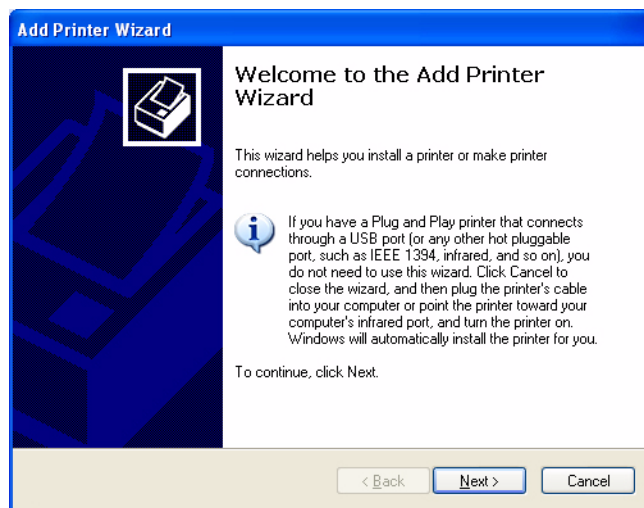 Add Printer Wizard
Welcome to the Add Printer
Wizard
This wizard helps you install a printer or make printer
connections.
If you have a Plug and Play printer that connects
through a USB port (or any other hot pluggable
port, such as IEEE 1394, infrared, and so on), you
do not need to use this wizard. Click Cancel to
close the wizard, and then plug the printer's cable
into your computer or point the printer toward your
computer's infrared port, and turn the printer on.
Windows will automatically install the printer for you.
To continue, click Next.
< Back Next > Cancel